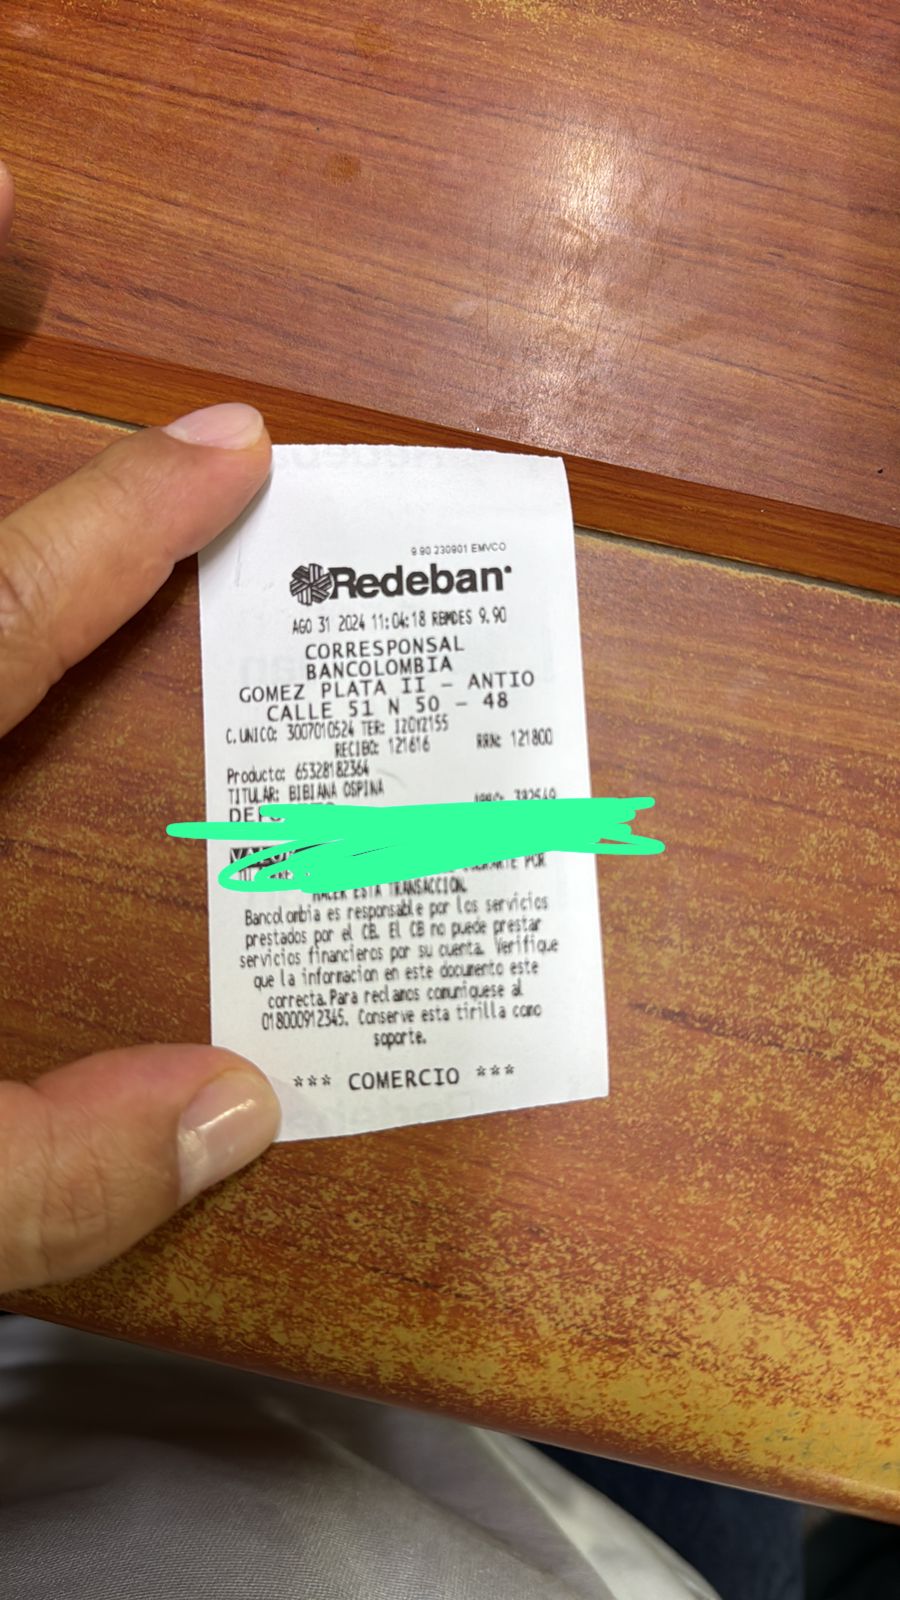 9.90 230901 EMVCO
Redeban
AGO 31 2024 11:04:18 RBMDES 9.90
CORRESPONSAL
BANCOLOMBIA
GOMEZ PLATA II - ANTIO
CALLE 51 N 50 - 48
C.UNICO: 3007010524 TER: 120Y2155
RECIBO: 121616 RRN: 121800
Producto: 65328182364
TITULAR: BIBIANA OSPINA
382549
HACER ESTA TRANSACCION.
Bancolombia es responsable por los servicios
prestados por el CB. El CB no puede prestar
servicios financieros por su cuenta. Verifique
que la informacion en este documento este
correcta.Para reclamos comuniquese al
018000912345. Conserve esta tirilla como
soporte.
*** COMERCIO ***